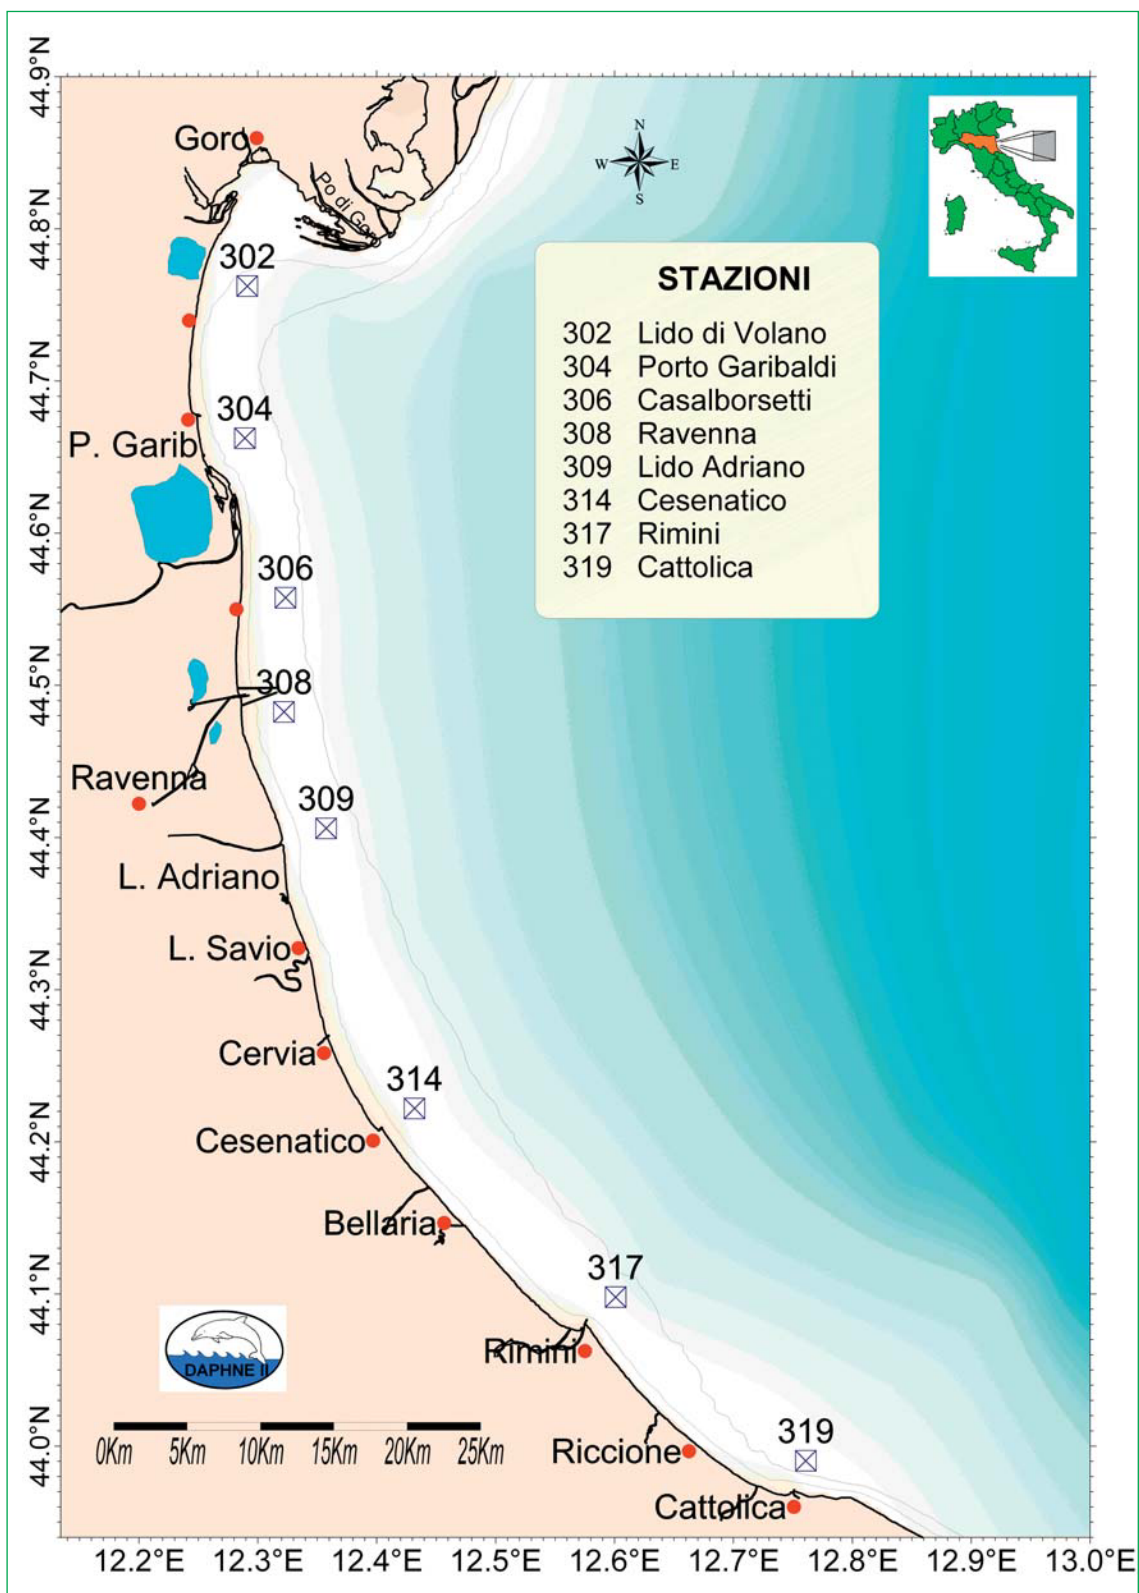 44.9°N
Goro
N
W E
S
Po di Goro
44.8°N
302
STAZIONI
302 Lido di Volano
304 Porto Garibaldi
306 Casalborsetti
308 Ravenna
309 Lido Adriano
314 Cesenatico
317 Rimini
319 Cattolica
44.7°N
304
P. Garib
44.6°N
306
44.5°N
308
Ravenna
309
44.4°N
L. Adriano
L. Savio
44.3°N
Cervia
314
44.2°N
Cesenatico
Bellaria
317
44.1°N
Rimini
DAPHNE II
0Km 5Km 10Km 15Km 20Km 25Km
319
44.0°N
Riccione
Cattolica
12.2°E 12.3°E 12.4°E 12.5°E 12.6°E 12.7°E 12.8°E 12.9°E 13.0°E